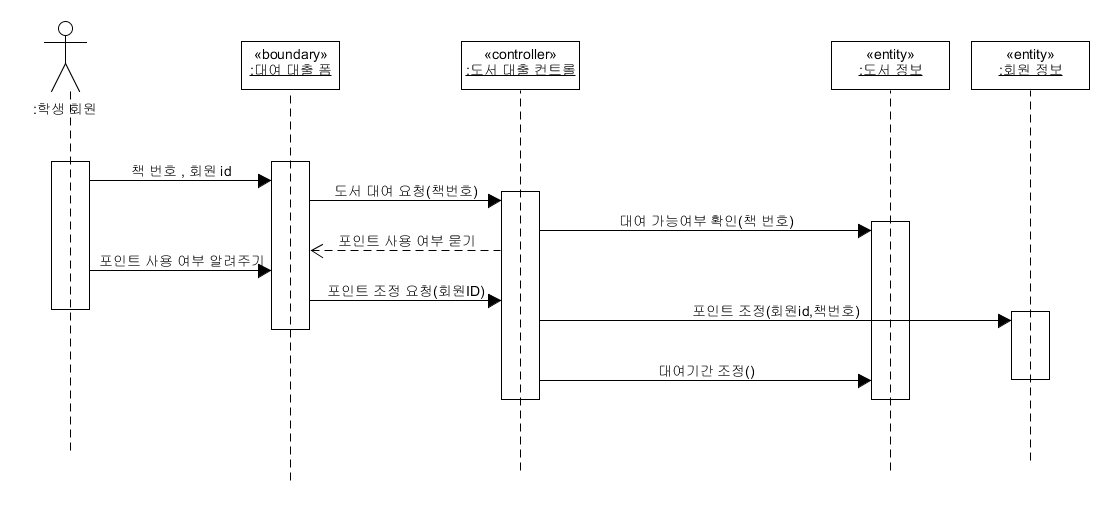 «boundary»
:대여 대출 폼
«controller»
:도서 대출 컨트롤
«entity»
:도서 정보
«entity»
:회원 정보
:학생 회원
책 번호 , 회원 id
도서 대여 요청(책번호)
대여 가능여부 확인(책 번호)
포인트 사용 여부 묻기
포인트 사용 여부 알려주기
포인트 조정 요청(회원ID)
포인트 조정(회원id,책번호)
대여기간 조정()